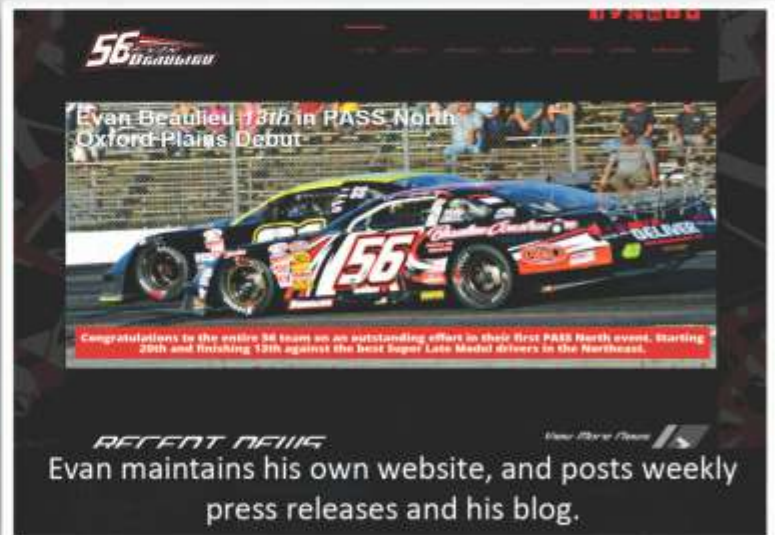 56
BEAULIEU
Evan Beaulieu 13th in PASS North
Oxford Plains Debut
56
DELIVER
Congratulations to the entire 56 team on an outstanding effort in their first PASS North event. Starting
20th and finishing 13th against the best Super Late Model drivers in the Northeast.
RECENT NEWS
View More News
Evan maintains his own website, and posts weekly
press releases and his blog.